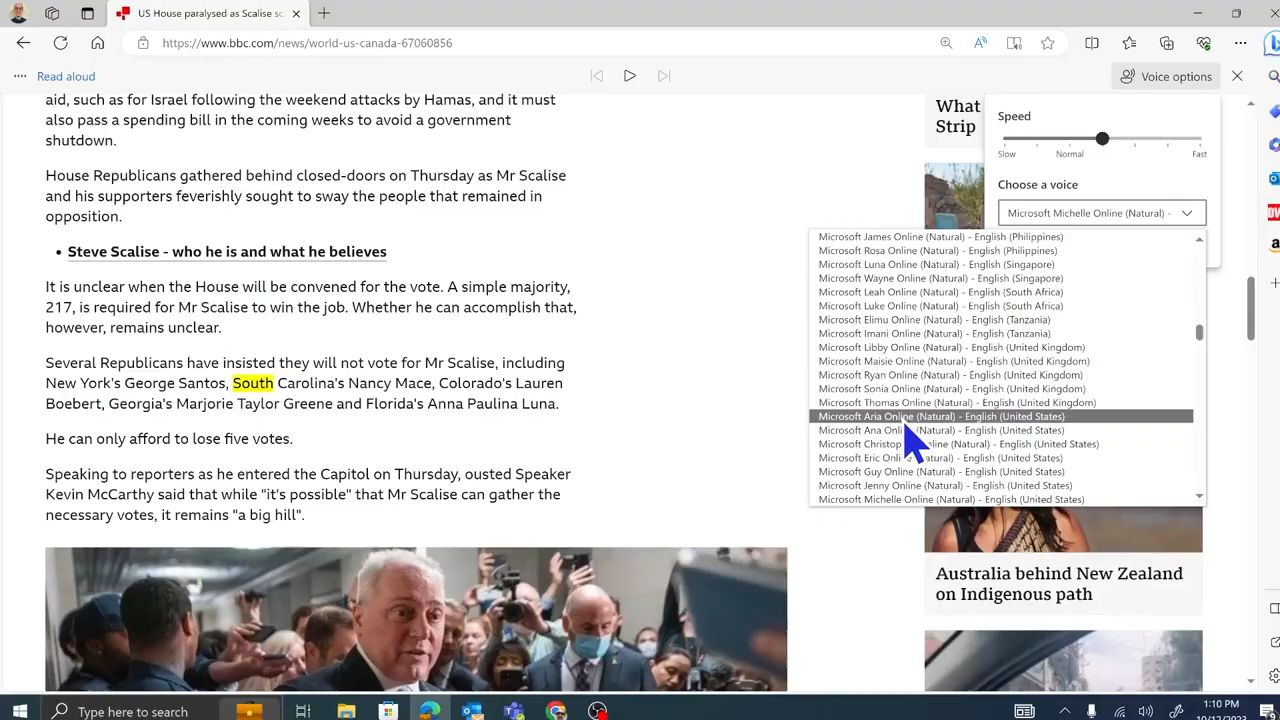 US House paralysed as Scalise sc
https://www.bbc.com/news/world-us-canada-67060856
Read aloud
Voice options
aid, such as for Israel following the weekend attacks by Hamas, and it must
also pass a spending bill in the coming weeks to avoid a government
shutdown.
House Republicans gathered behind closed-doors on Thursday as Mr Scalise
and his supporters feverishly sought to sway the people that remained in
opposition.
• Steve Scalise - who he is and what he believes
It is unclear when the House will be convened for the vote. A simple majority,
217, is required for Mr Scalise to win the job. Whether he can accomplish that,
however, remains unclear.
Several Republicans have insisted they will not vote for Mr Scalise, including
New York's George Santos, South Carolina's Nancy Mace, Colorado's Lauren
Boebert, Georgia's Marjorie Taylor Greene and Florida's Anna Paulina Luna.
He can only afford to lose five votes.
Speaking to reporters as he entered the Capitol on Thursday, ousted Speaker
Kevin McCarthy said that while "it's possible" that Mr Scalise can gather the
necessary votes, it remains "a big hill".
What
Strip
Speed
Slow Normal Fast
Choose a voice
Microsoft Michelle Online (Natural) -
Microsoft James Online (Natural) - English (Philippines)
Microsoft Rosa Online (Natural) - English (Philippines)
Microsoft Luna Online (Natural) - English (Singapore)
Microsoft Wayne Online (Natural) - English (Singapore)
Microsoft Leah Online (Natural) - English (South Africa)
Microsoft Luke Online (Natural) - English (South Africa)
Microsoft Elimu Online (Natural) - English (Tanzania)
Microsoft Imani Online (Natural) - English (Tanzania)
Microsoft Libby Online (Natural) - English (United Kingdom)
Microsoft Maisie Online (Natural) - English (United Kingdom)
Microsoft Ryan Online (Natural) - English (United Kingdom)
Microsoft Sonia Online (Natural) - English (United Kingdom)
Microsoft Thomas Online (Natural) - English (United Kingdom)
Microsoft Aria Online (Natural) - English (United States)
Microsoft Ana Onli (Natural) - English (United States)
Microsoft Christop nline (Natural) - English (United States)
Microsoft Eric Onli atural) - English (United States)
Microsoft Guy Online (Natural) - English (United States)
Microsoft Jenny Online (Natural) - English (United States)
Microsoft Michelle Online (Natural) - English (United States)
Australia behind New Zealand
on Indigenous path
Type here to search
1:10 PM
10/12/2023